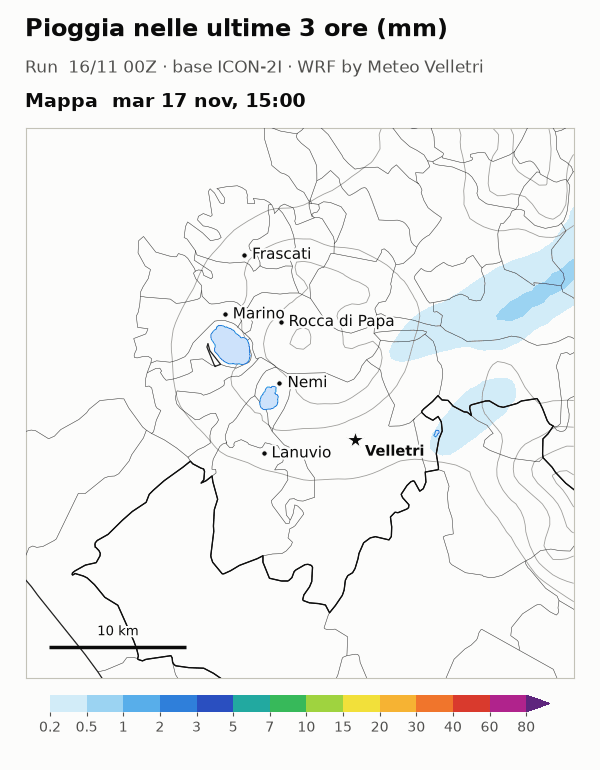 Pioggia nelle ultime 3 ore (mm)
Run  16/11 00Z · base ICON-2I · WRF by Meteo Velletri
Mappa  mar 17 nov, 15:00
Frascati
Marino
Rocca di Papa
Nemi
Velletri
Lanuvio
10 km
0.2 0.5 1 2 3 5 7 10 15 20 30 40 60 80